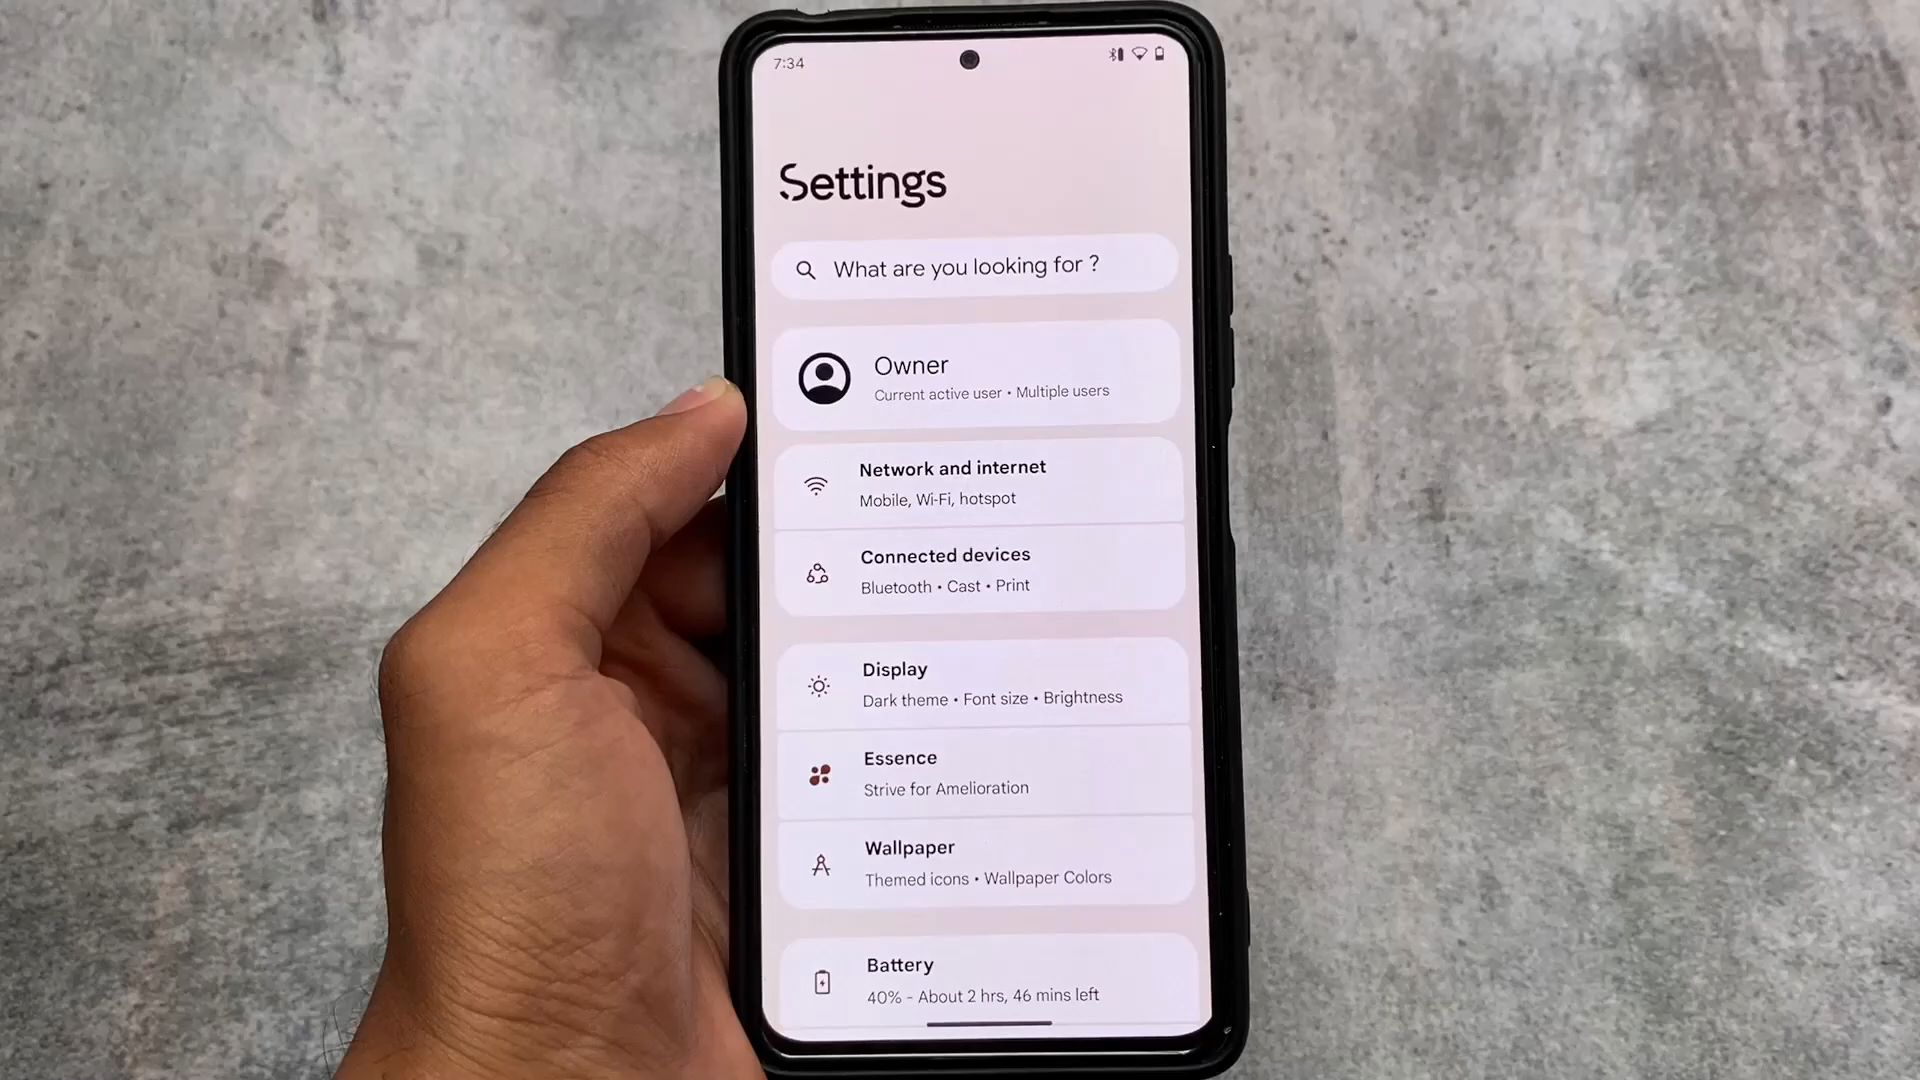 7:34
Settings
What are you looking for ?
Owner
Current active user • Multiple users
Network and internet
Mobile, Wi-Fi, hotspot
Connected devices
Bluetooth • Cast • Print
Display
Dark theme • Font size • Brightness
Essence
Strive for Amelioration
Wallpaper
Themed icons • Wallpaper Colors
Battery
40% - About 2 hrs, 46 mins left